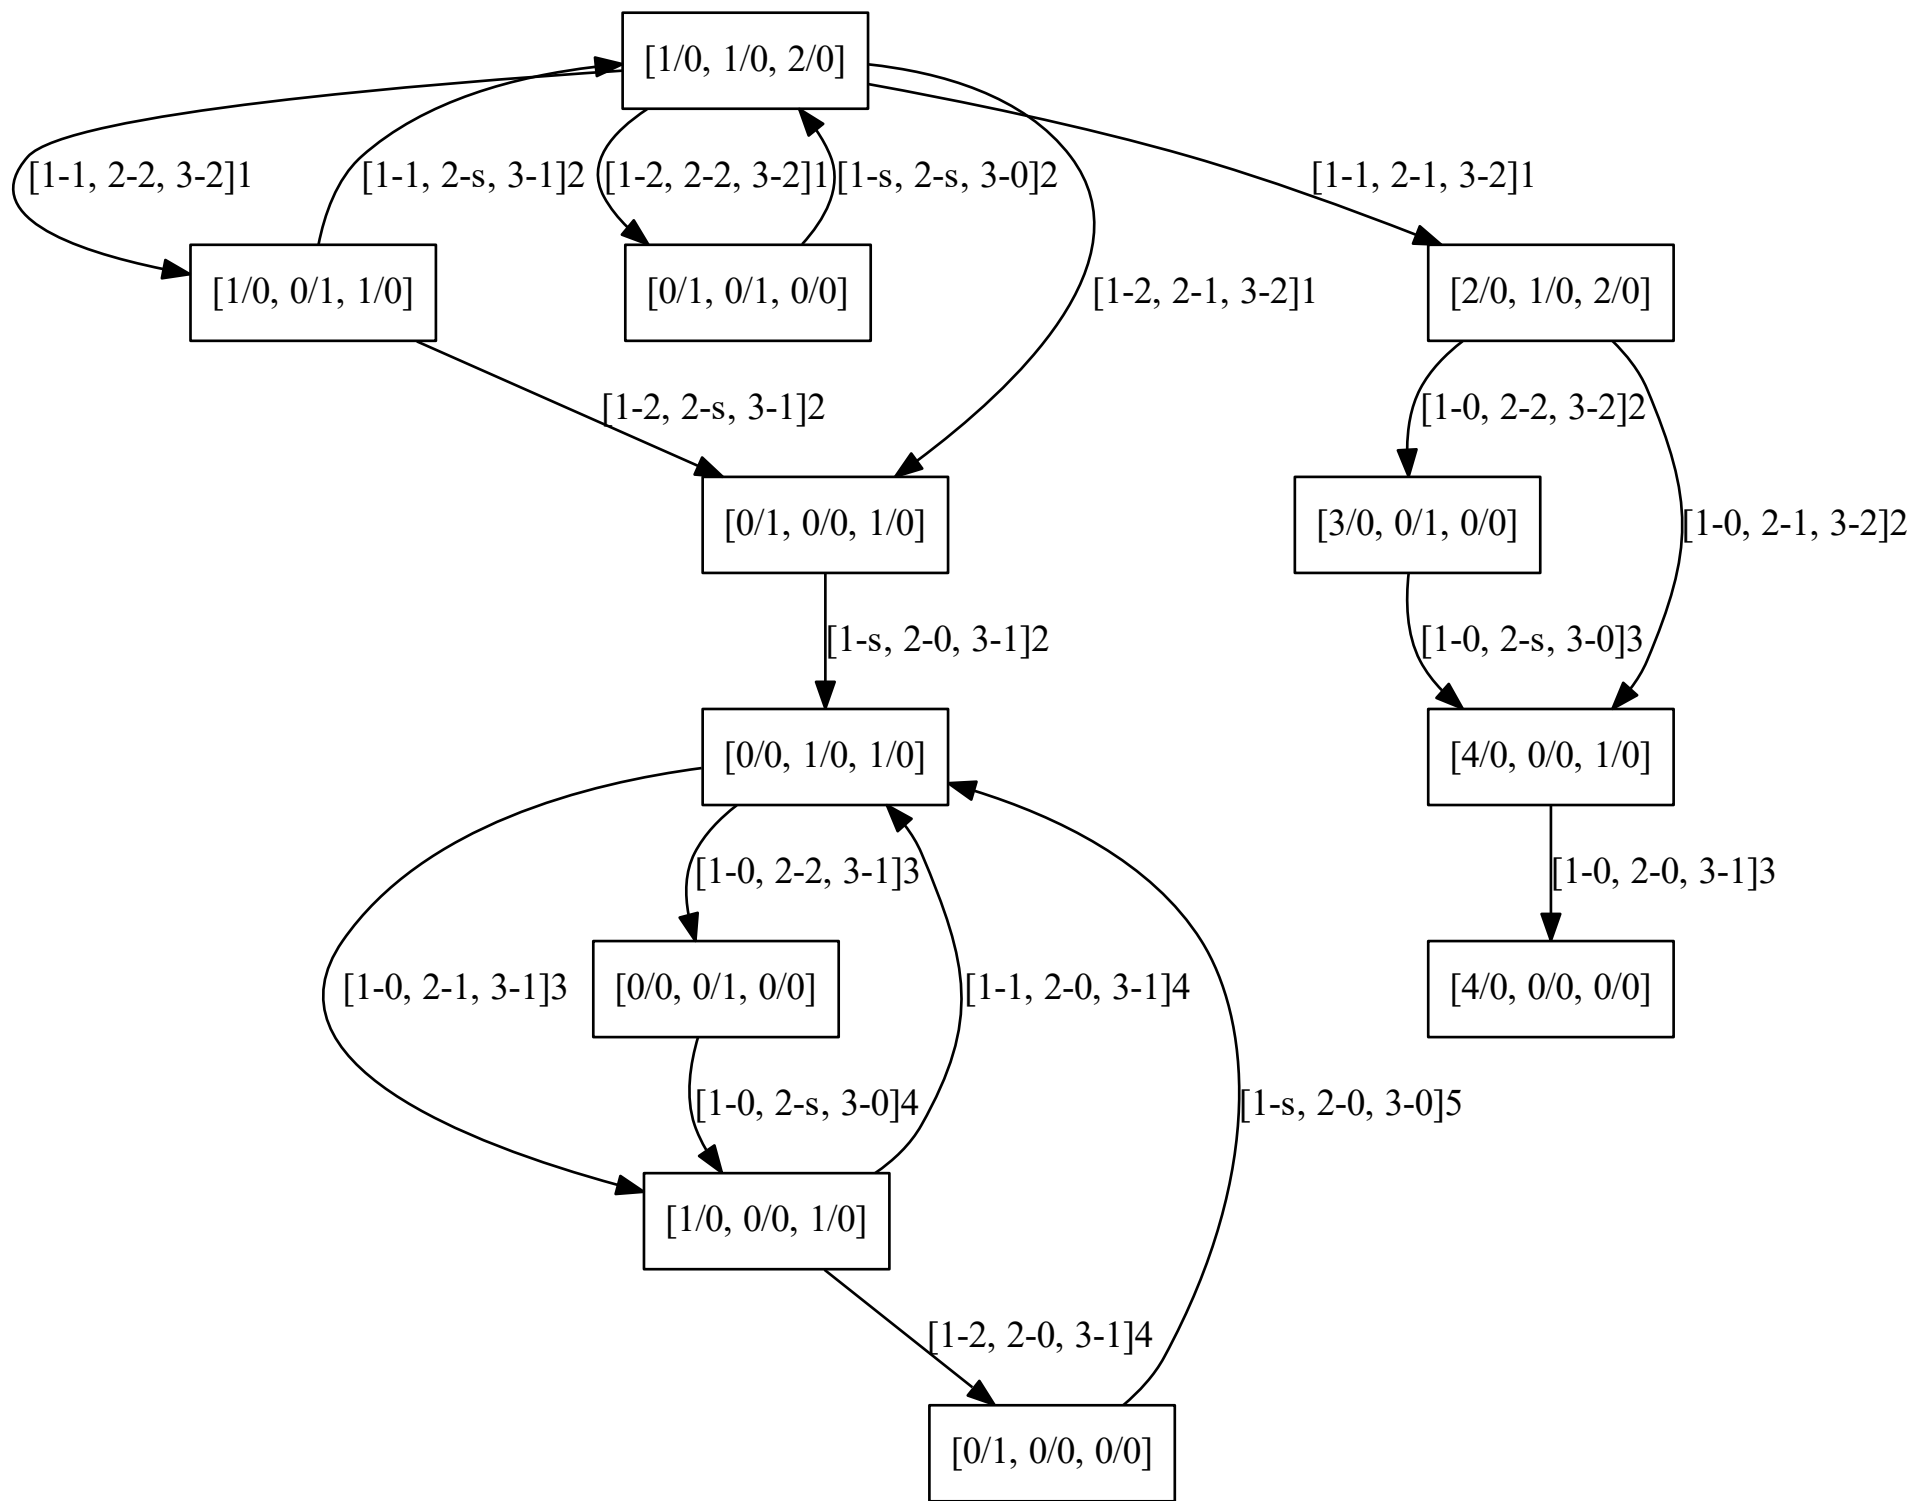 [1/0, 1/0, 2/0]
[1-1, 2-2, 3-2]1
[1-1, 2-s, 3-1]2
[1-2, 2-2, 3-2]1
[1-s, 2-s, 3-0]2
[1-1, 2-1, 3-2]1
[1/0, 0/1, 1/0]
[0/1, 0/1, 0/0]
[1-2, 2-1, 3-2]1
[2/0, 1/0, 2/0]
[1-2, 2-s, 3-1]2
[1-0, 2-2, 3-2]2
[0/1, 0/0, 1/0]
[3/0, 0/1, 0/0]
[1-0, 2-1, 3-2]2
[1-s, 2-0, 3-1]2
[1-0, 2-s, 3-0]3
[0/0, 1/0, 1/0]
[4/0, 0/0, 1/0]
[1-0, 2-2, 3-1]3
[1-0, 2-0, 3-1]3
[1-0, 2-1, 3-1]3
[0/0, 0/1, 0/0]
[1-1, 2-0, 3-1]4
[4/0, 0/0, 0/0]
[1-0, 2-s, 3-0]4
[1-s, 2-0, 3-0]5
[1/0, 0/0, 1/0]
[1-2, 2-0, 3-1]4
[0/1, 0/0, 0/0]